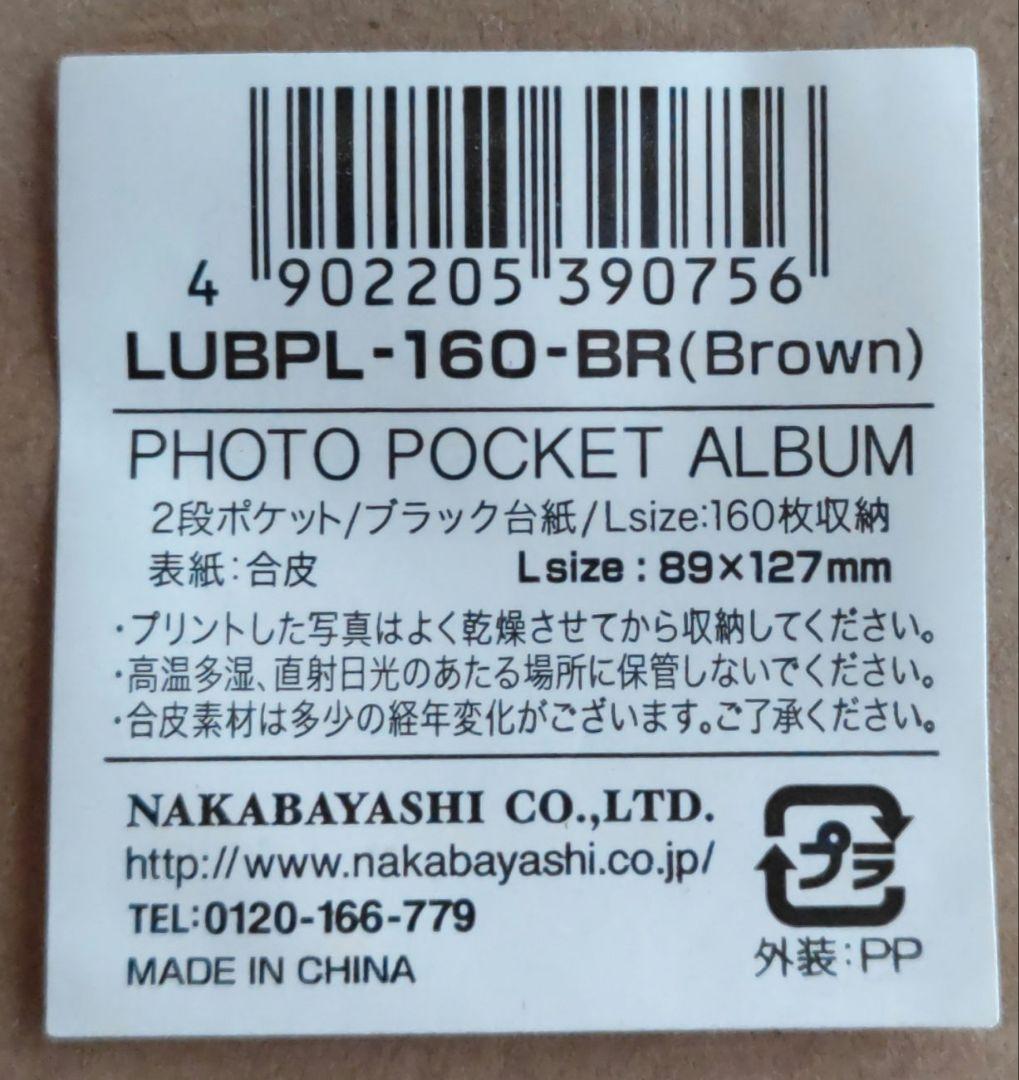 4 902205 390756
LUBPL-160-BR(Brown)
PHOTO POCKET ALBUM
2段ポケット/ブラック台紙/Lsize:160枚収納
表紙:合皮 Lsize : 89×127mm
・プリントした写真はよく乾燥させてから収納してください。
・高温多湿、直射日光のあたる場所に保管しないでください。
・合皮素材は多少の経年変化がございます。ご了承ください。
NAKABAYASHI CO.,LTD.
http://www.nakabayashi.co.jp/
TEL:0120-166-779
MADE IN CHINA
プラ
外装:PP